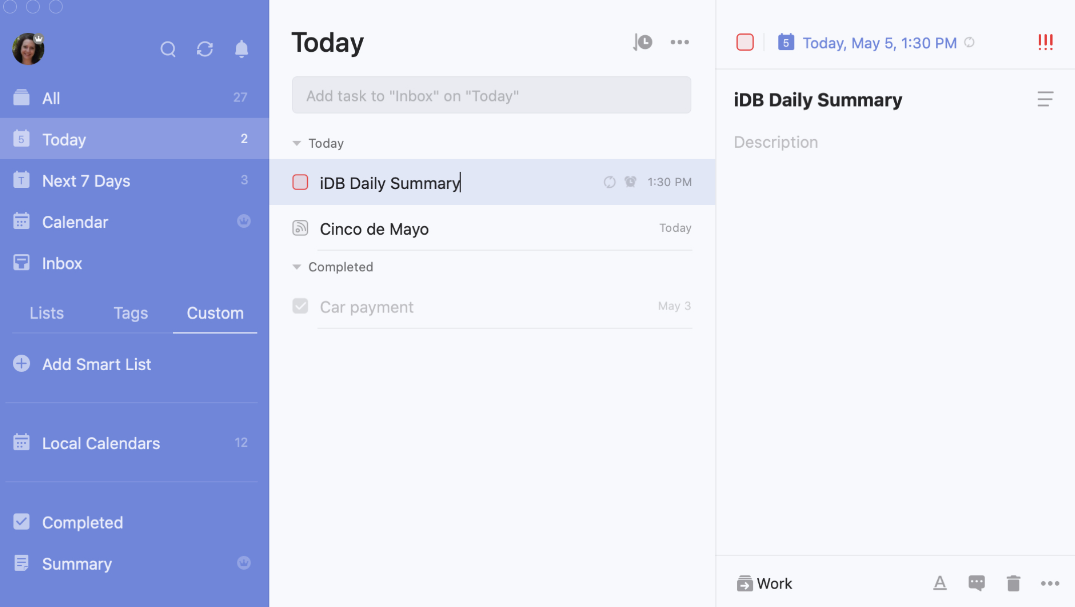 All 27
5 Today 2
T Next 7 Days 3
Calendar
Inbox
Lists Tags Custom
Add Smart List
Local Calendars 12
Completed
Summary
Today
Add task to "Inbox" on "Today"
Today
iDB Daily Summary 1:30 PM
Cinco de Mayo Today
Completed
Car payment May 3
5 Today, May 5, 1:30 PM !!!
iDB Daily Summary
Description
Work A